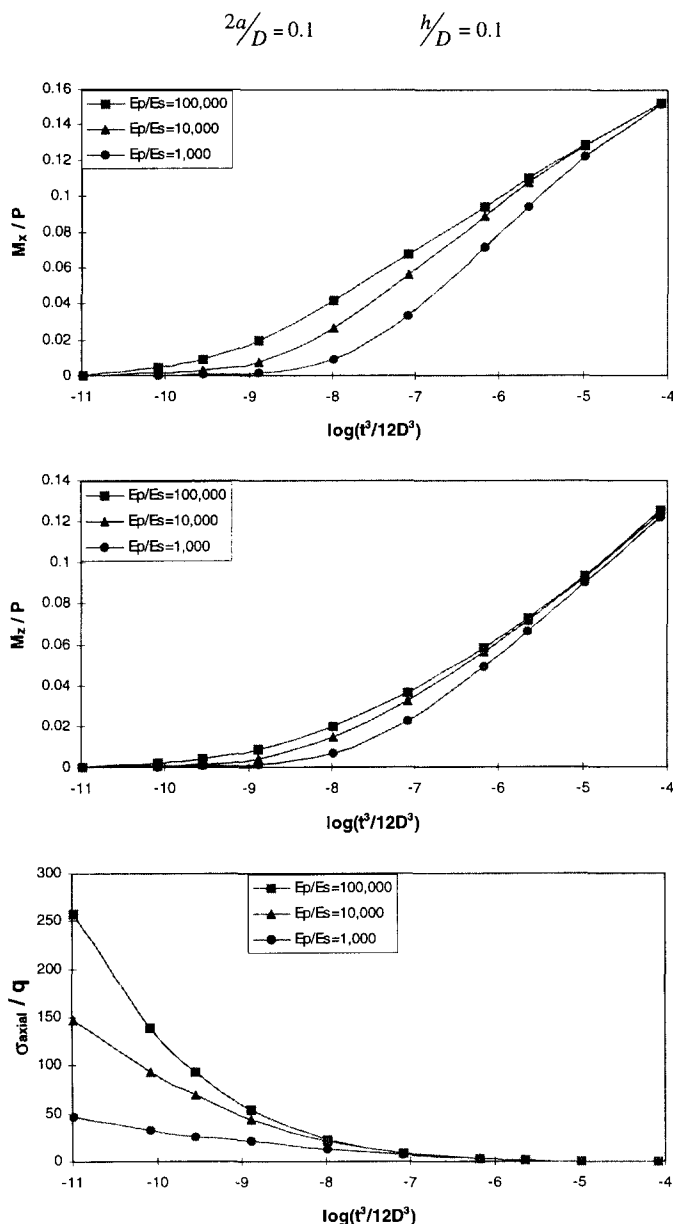 2a/D = 0.1 h/D = 0.1
0.16
0.14
0.12
0.1
0.08
0.06
0.04
0.02
0
Mx / P
Ep/Es=100,000
Ep/Es=10,000
Ep/Es=1,000
-11 -10 -9 -8 -7 -6 -5 -4
log(t³/12D³)
0.14
0.12
0.1
0.08
0.06
0.04
0.02
0
Mz / P
Ep/Es=100,000
Ep/Es=10,000
Ep/Es=1,000
-11 -10 -9 -8 -7 -6 -5 -4
log(t³/12D³)
300
250
200
150
100
50
0
σaxial / q
Ep/Es=100,000
Ep/Es=10,000
Ep/Es=1,000
-11 -10 -9 -8 -7 -6 -5 -4
log(t³/12D³)